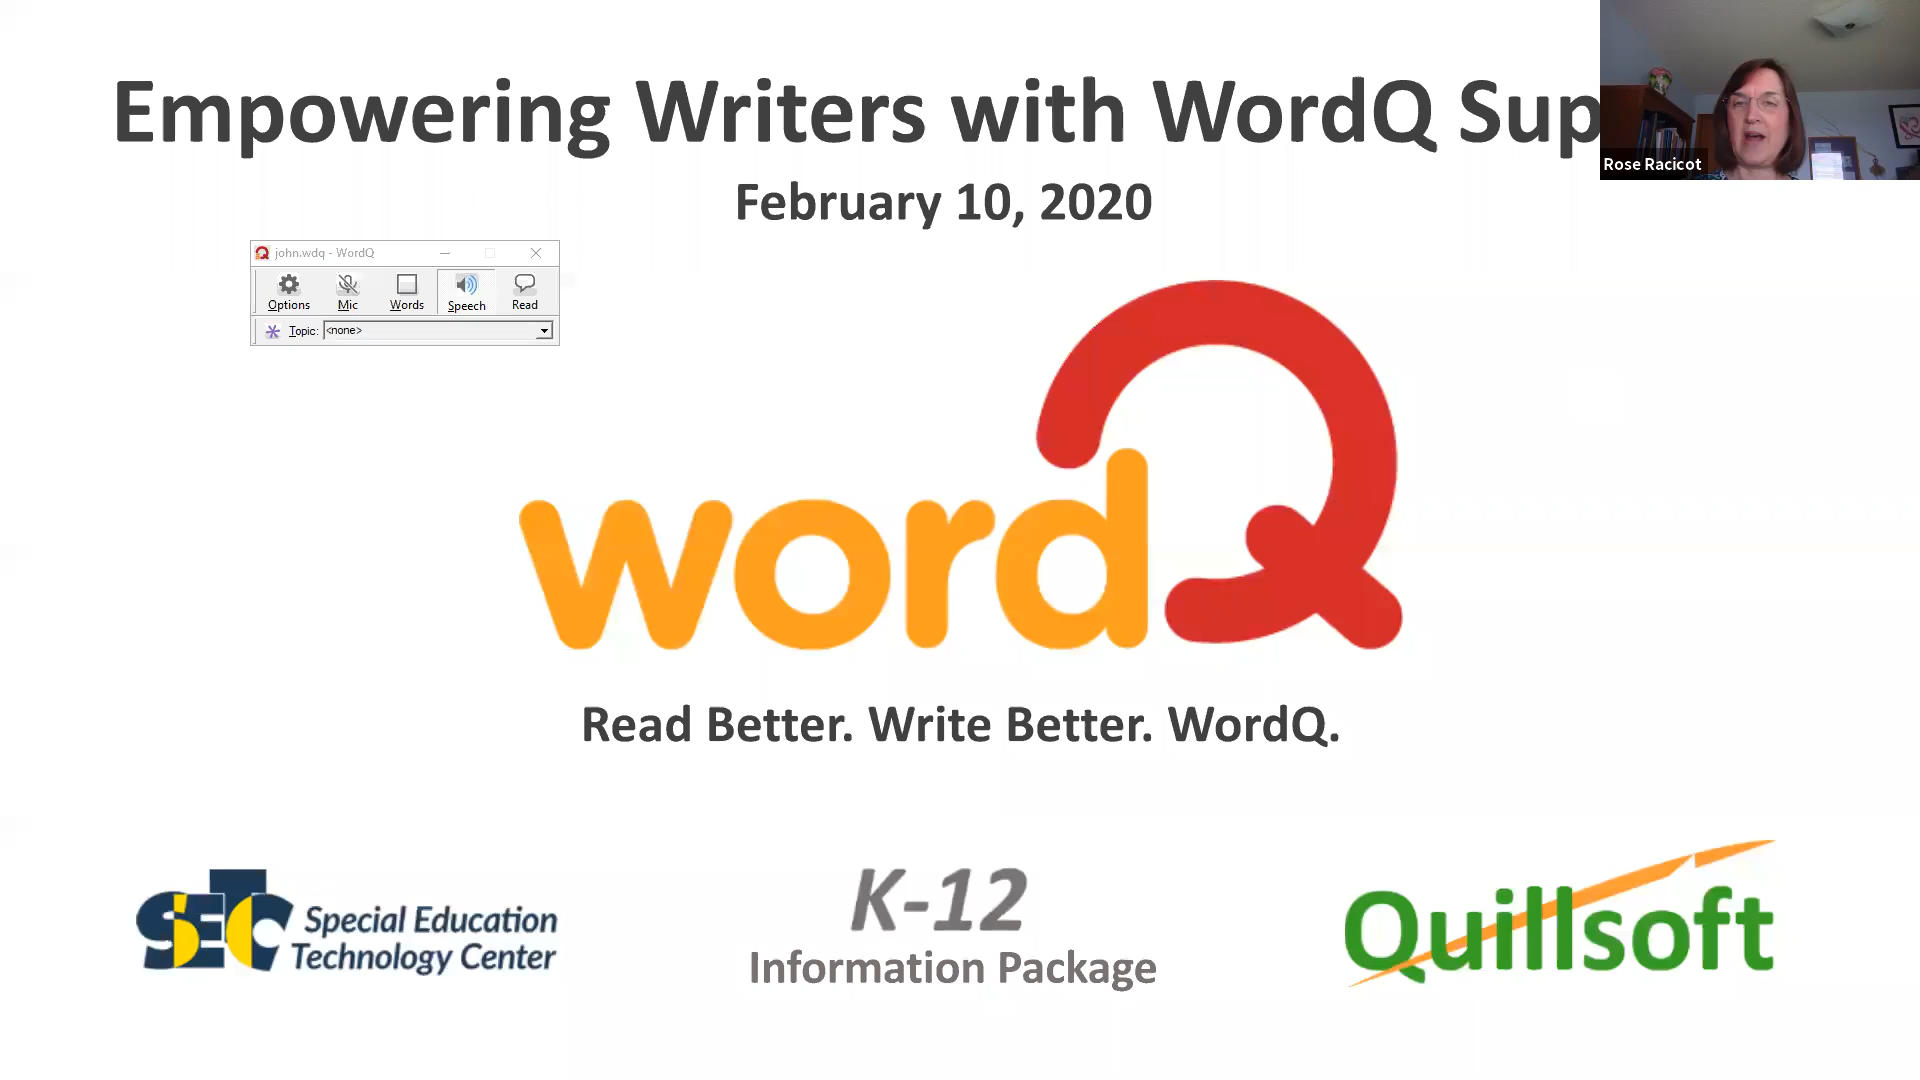 Empowering Writers with WordQ Sup
Rose Racicot
February 10, 2020
john.wdq - WordQ
Options Mic Words Speech Read
Topic: <none>
wordQ
Read Better. Write Better. WordQ.
SETC Special Education
Technology Center
K-12
Information Package
Quillsoft